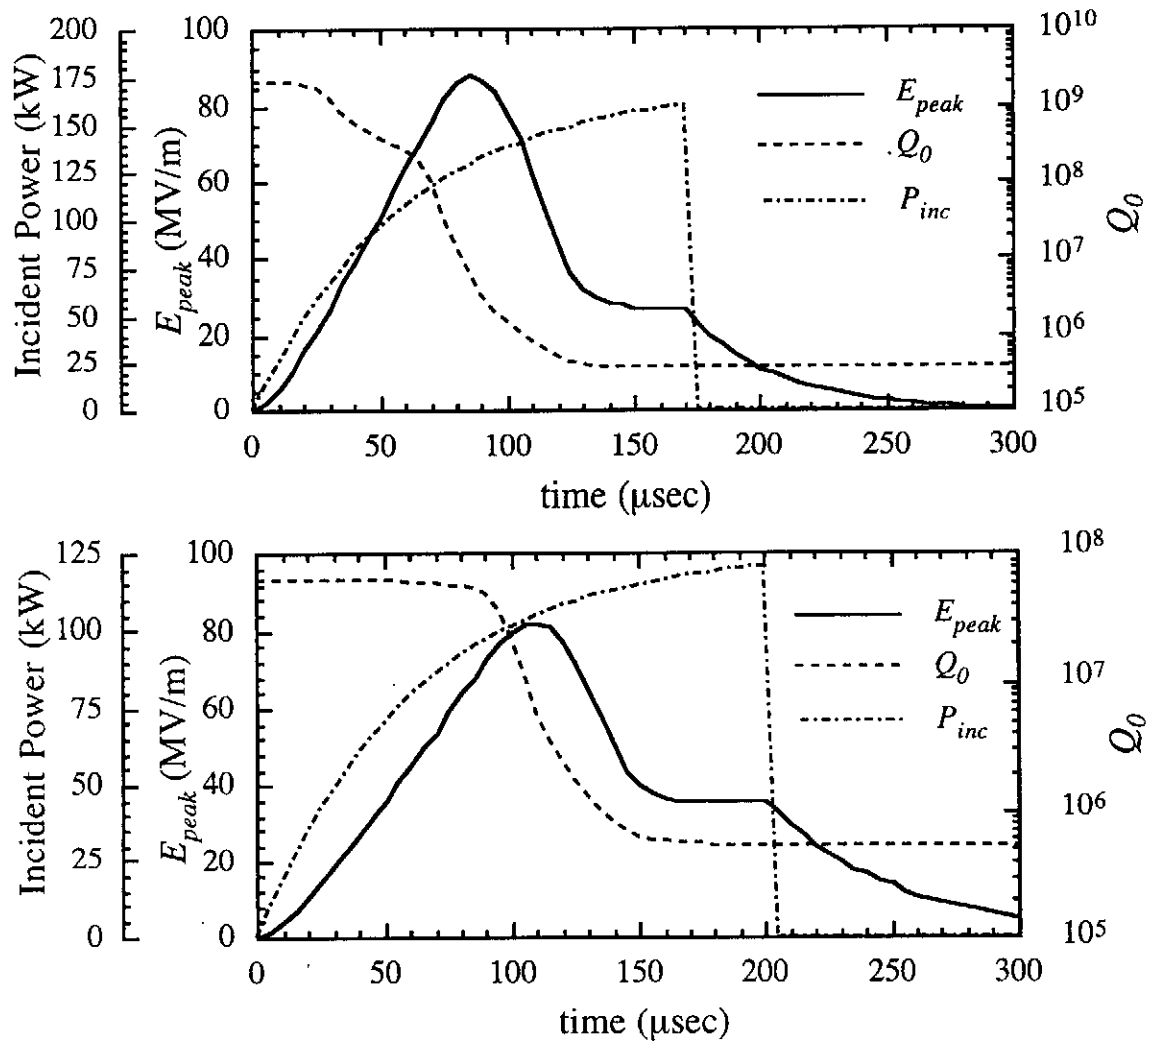 200
175
150
125
100
75
50
25
0
Incident Power (kW)
100
80
60
40
20
0
E_peak (MV/m)
E_peak
Q_0
P_inc
10^10
10^9
10^8
10^7
10^6
10^5
Q_0
0 50 100 150 200 250 300
time (μsec)
125
100
75
50
25
0
Incident Power (kW)
100
80
60
40
20
0
E_peak (MV/m)
E_peak
Q_0
P_inc
10^8
10^7
10^6
10^5
Q_0
0 50 100 150 200 250 300
time (μsec)